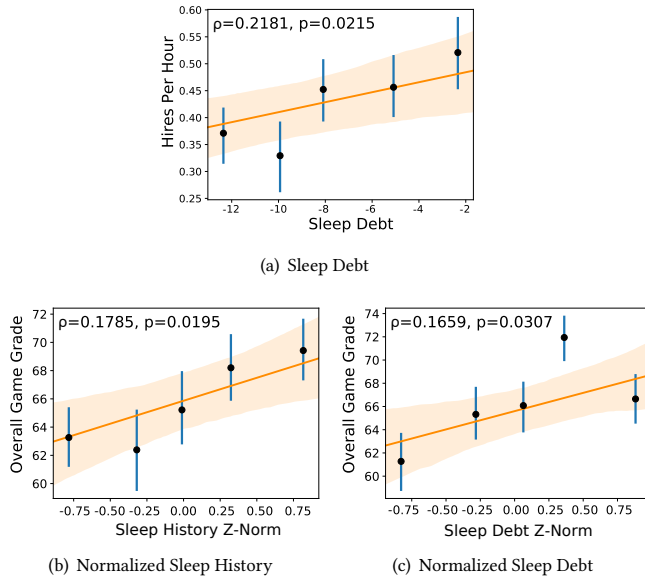 ρ=0.2181, p=0.0215
Hires Per Hour
0.60
0.55
0.50
0.45
0.40
0.35
0.30
0.25
-12 -10 -8 -6 -4 -2
Sleep Debt
(a) Sleep Debt
ρ=0.1785, p=0.0195
Overall Game Grade
72
70
68
66
64
62
60
-0.75 -0.50 -0.25 0.00 0.25 0.50 0.75
Sleep History Z-Norm
(b) Normalized Sleep History
ρ=0.1659, p=0.0307
Overall Game Grade
74
72
70
68
66
64
62
60
-0.75 -0.50 -0.25 0.00 0.25 0.50 0.75
Sleep Debt Z-Norm
(c) Normalized Sleep Debt